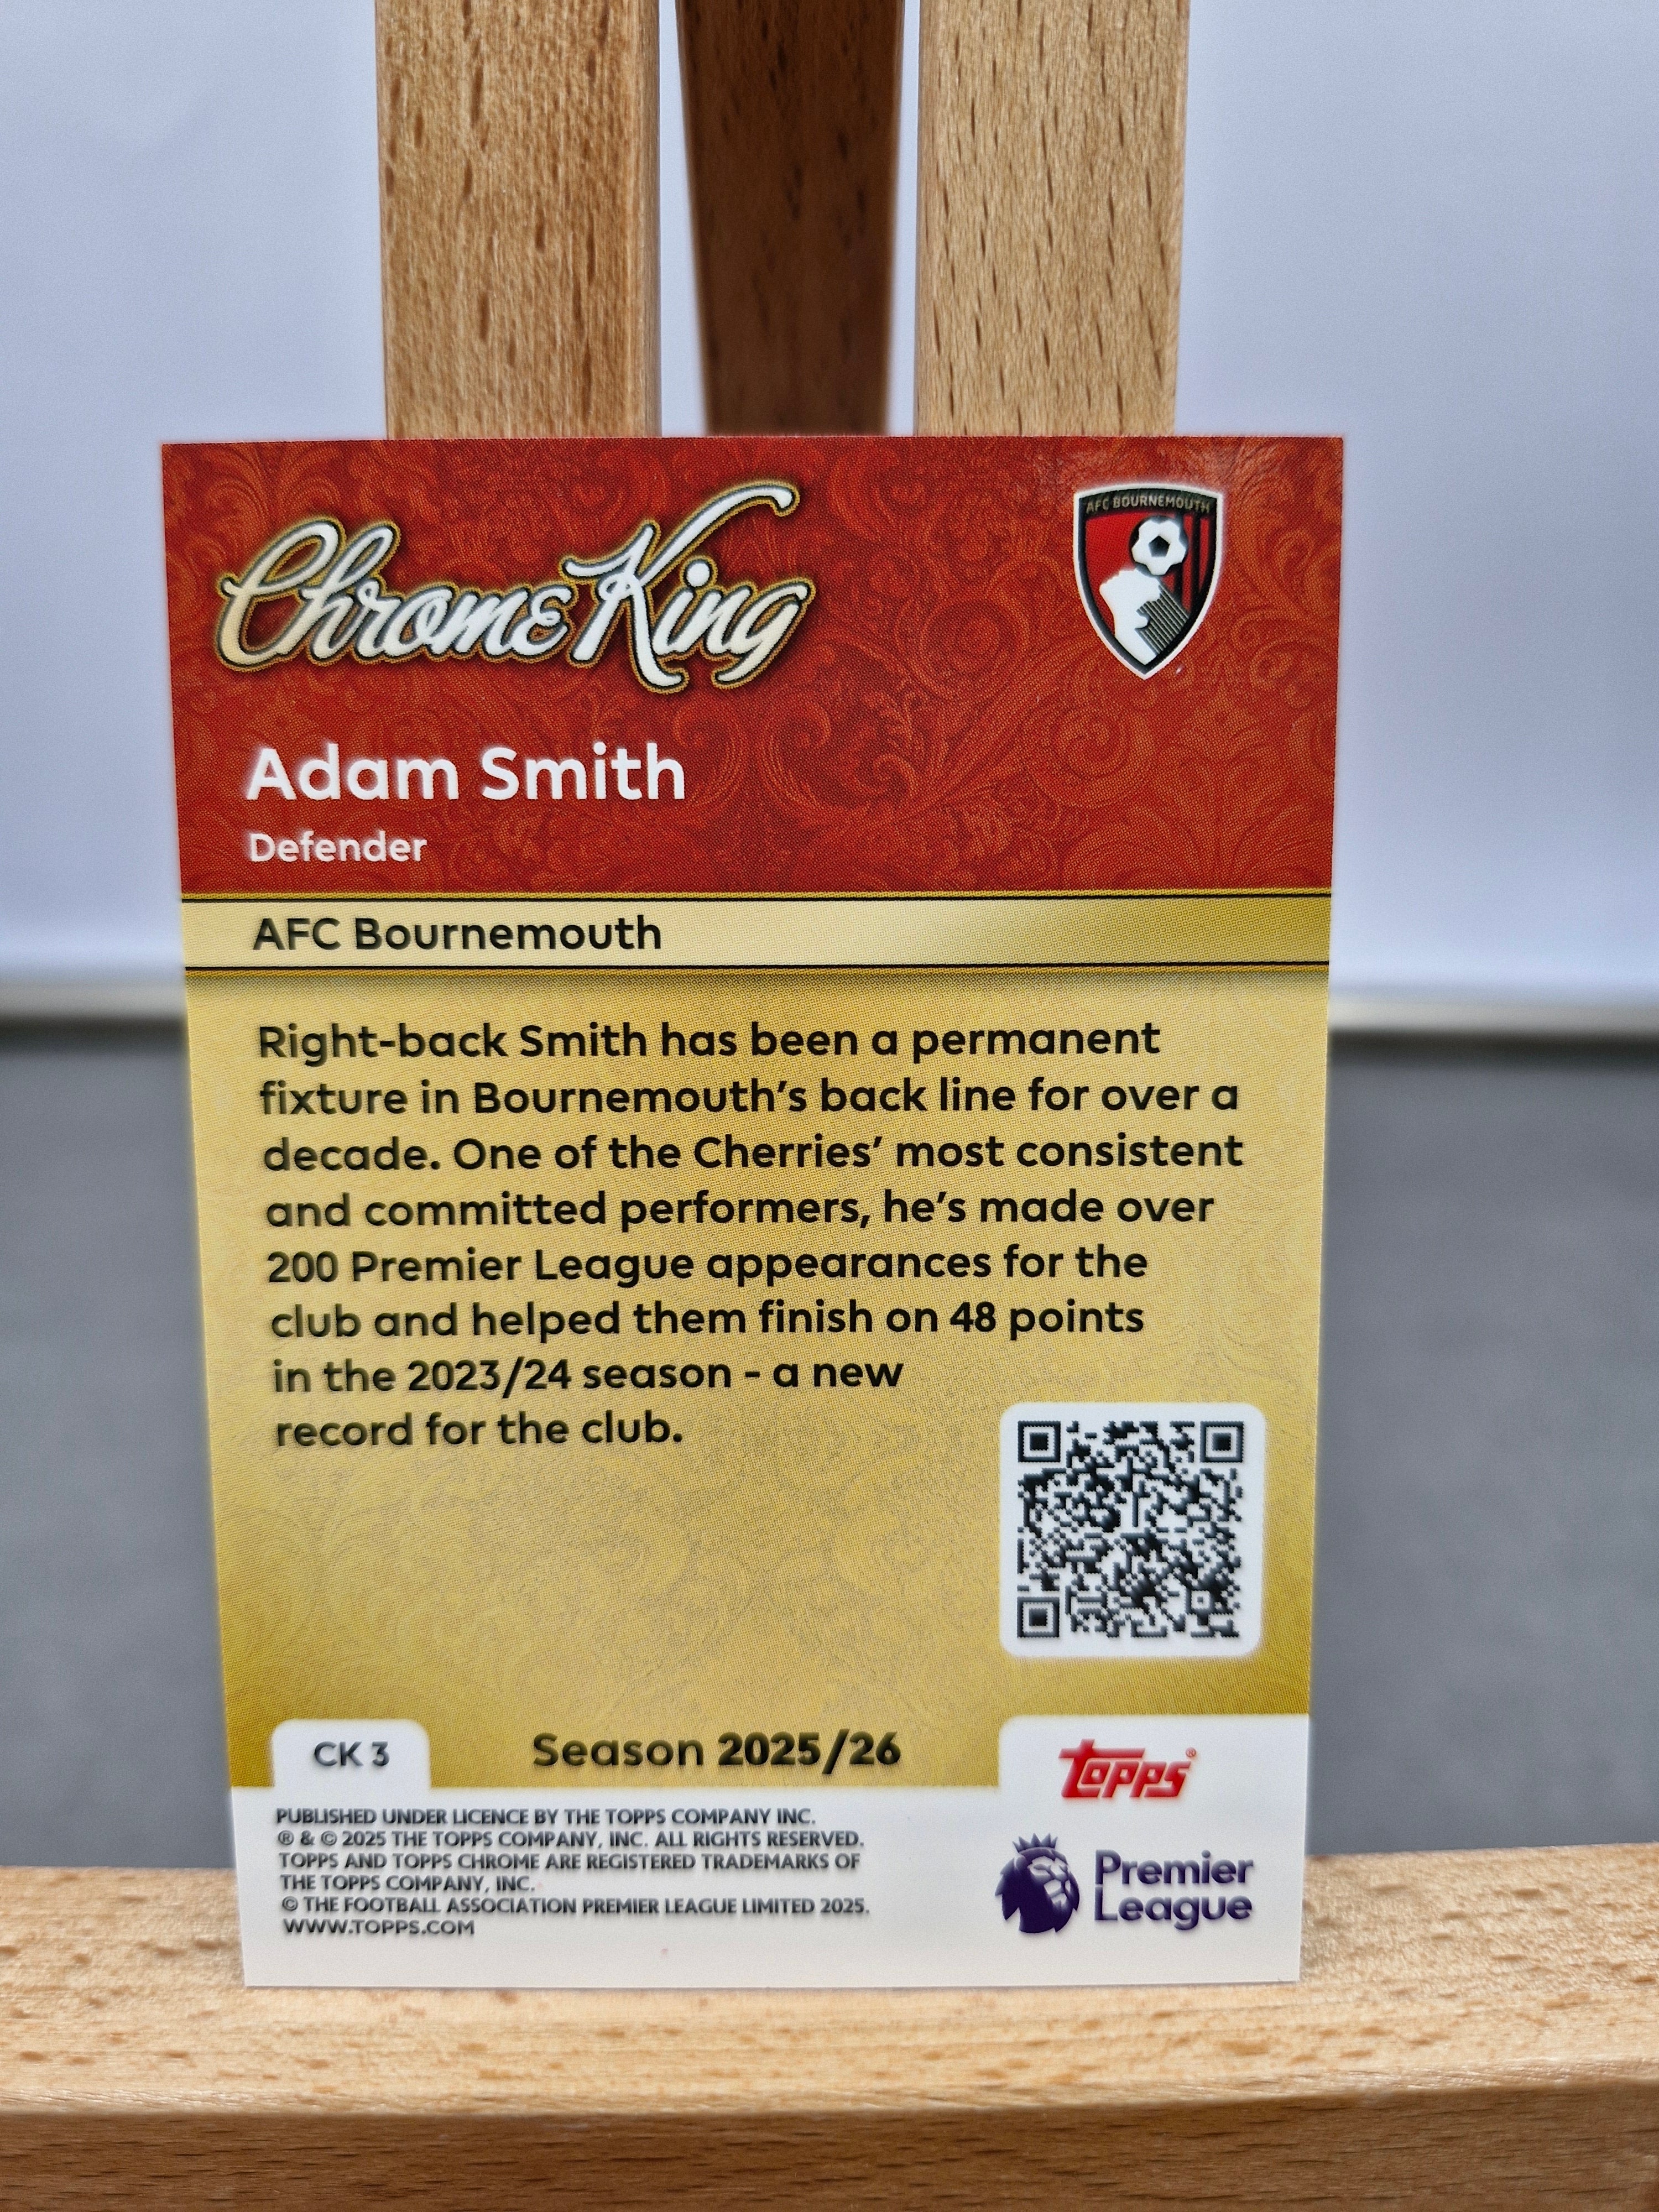 Chrome King
AFC BOURNEMOUTH
Adam Smith
Defender
AFC Bournemouth
Right-back Smith has been a permanent
fixture in Bournemouth's back line for over a
decade. One of the Cherries' most consistent
and committed performers, he's made over
200 Premier League appearances for the
club and helped them finish on 48 points
in the 2023/24 season - a new
record for the club.
CK 3
Season 2025/26
topps®
PUBLISHED UNDER LICENCE BY THE TOPPS COMPANY INC.
® & © 2025 THE TOPPS COMPANY, INC. ALL RIGHTS RESERVED.
TOPPS AND TOPPS CHROME ARE REGISTERED TRADEMARKS OF
THE TOPPS COMPANY, INC.
© THE FOOTBALL ASSOCIATION PREMIER LEAGUE LIMITED 2025.
WWW.TOPPS.COM
Premier
League